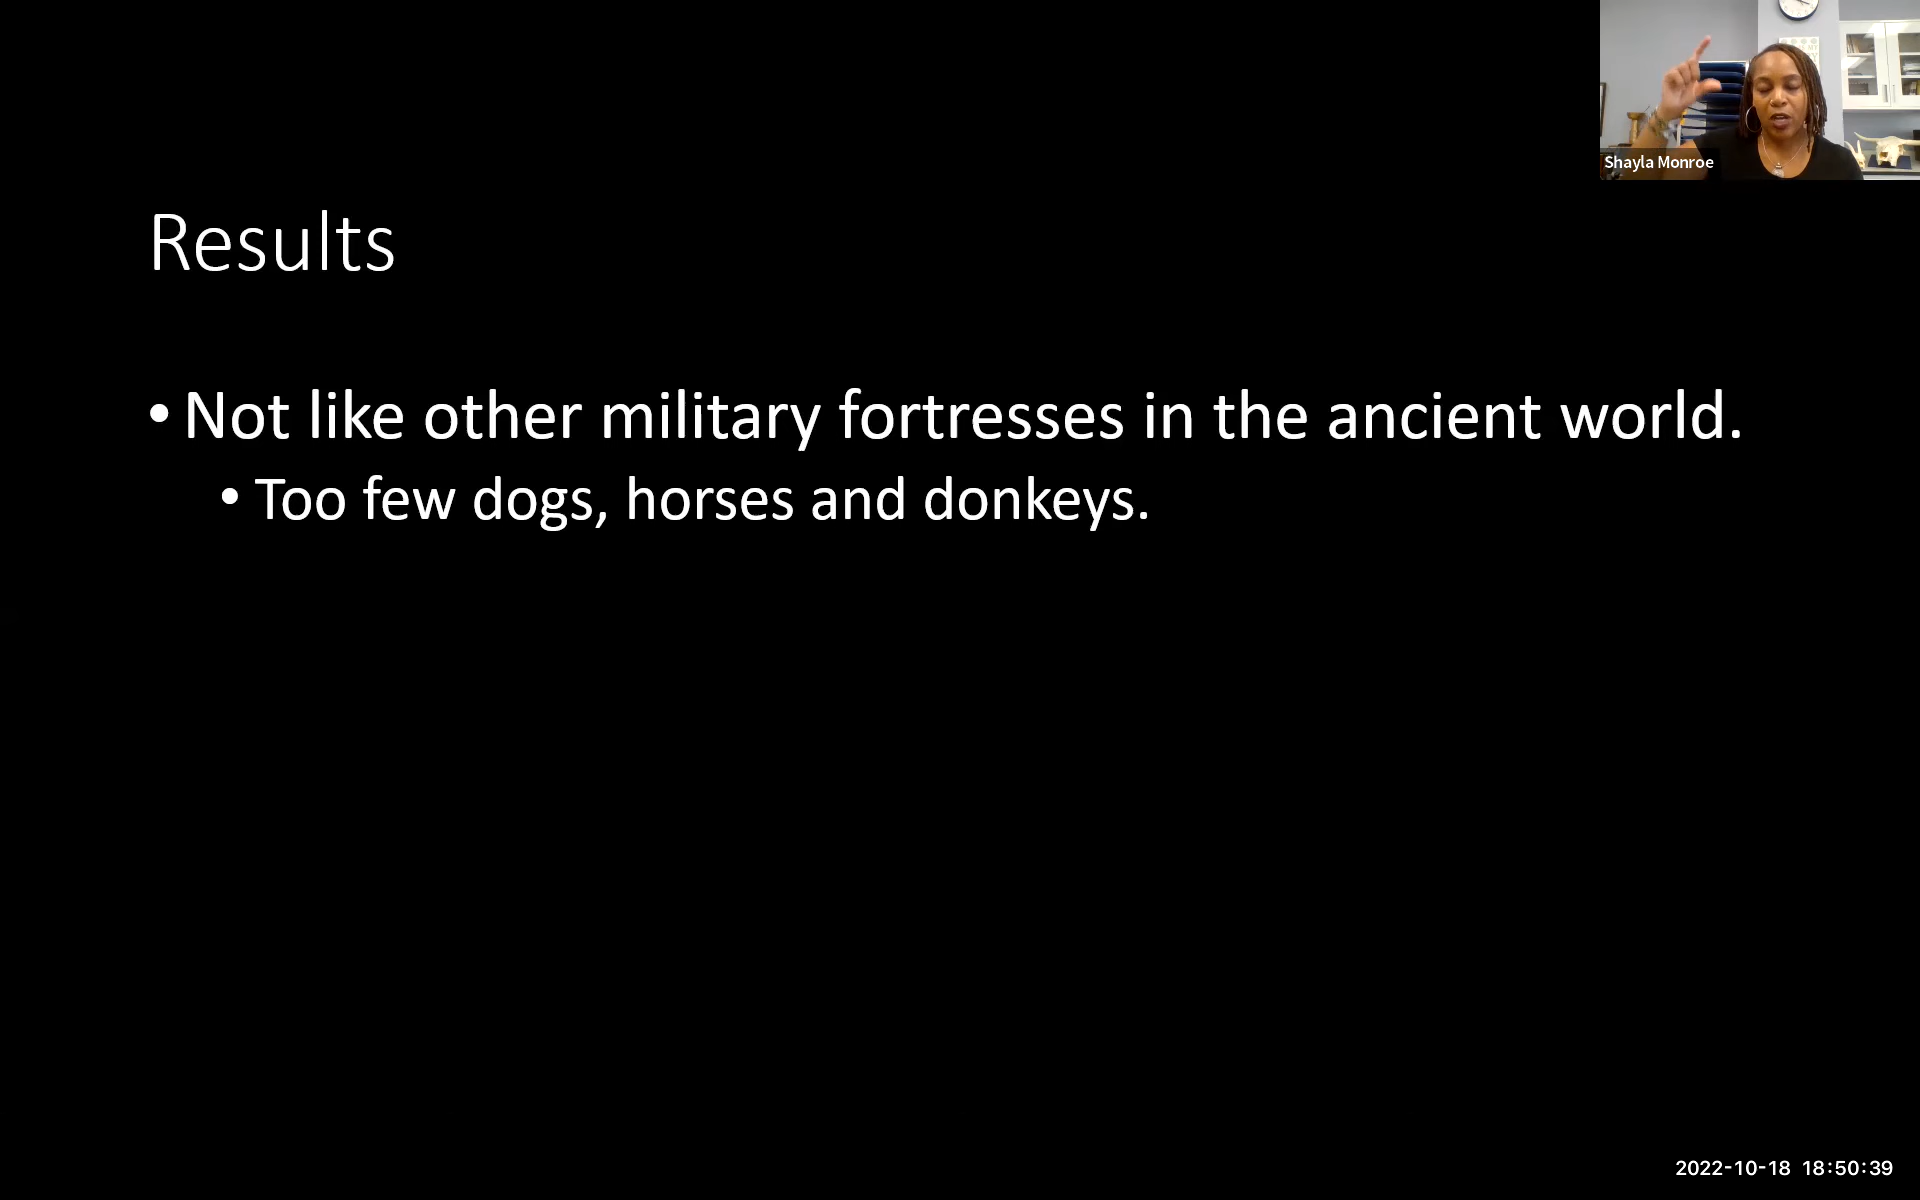 Shayla Monroe
Results
• Not like other military fortresses in the ancient world.
• Too few dogs, horses and donkeys.
2022-10-18 18:50:39